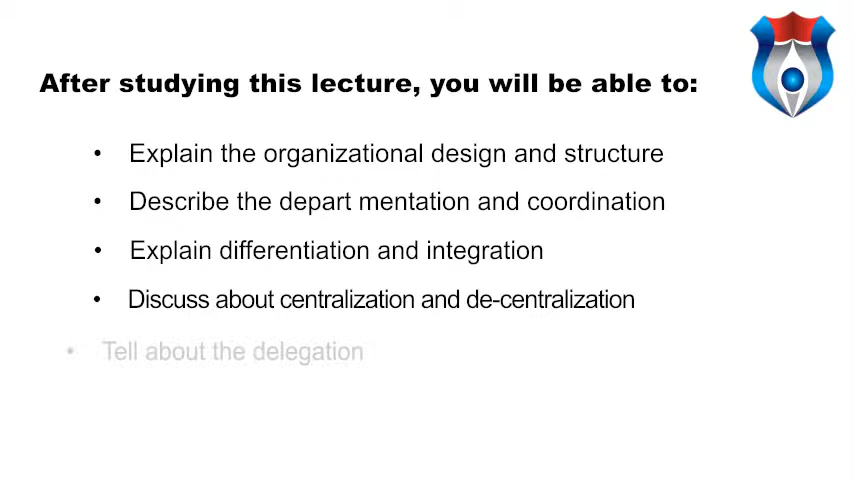 After studying this lecture, you will be able to:
• Explain the organizational design and structure
• Describe the depart mentation and coordination
• Explain differentiation and integration
• Discuss about centralization and de-centralization
• Tell about the delegation